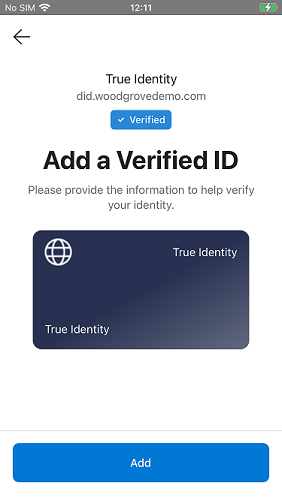 No SIM 12:11
True Identity
did.woodgrovedemo.com
Verified
Add a Verified ID
Please provide the information to help verify
your identity.
True Identity
True Identity
Add